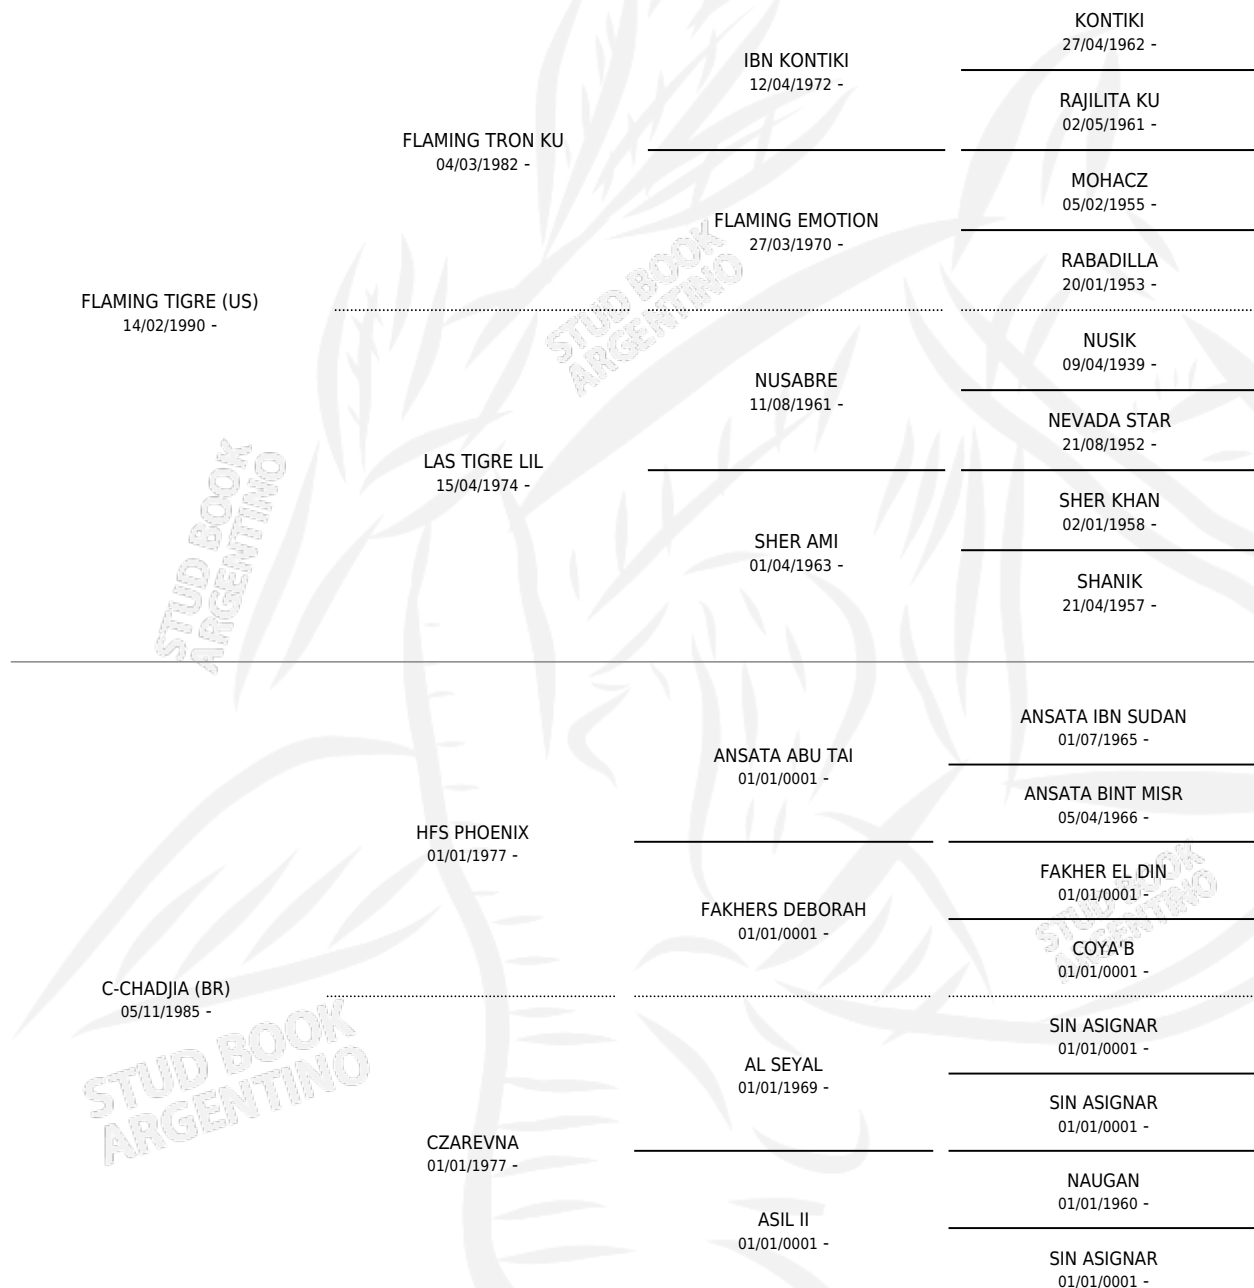 KONTIKI
27/04/1962 -
IBN KONTIKI
12/04/1972 -
RAJILITA KU
02/05/1961 -
FLAMING TRON KU
04/03/1982 -
MOHACZ
05/02/1955 -
FLAMING EMOTION
27/03/1970 -
RABADILLA
20/01/1953 -
FLAMING TIGRE (US)
14/02/1990 -
NUSIK
09/04/1939 -
NUSABRE
11/08/1961 -
NEVADA STAR
21/08/1952 -
LAS TIGRE LIL
15/04/1974 -
SHER KHAN
02/01/1958 -
SHER AMI
01/04/1963 -
SHANIK
21/04/1957 -
ANSATA IBN SUDAN
01/07/1965 -
ANSATA ABU TAI
01/01/0001 -
ANSATA BINT MISR
05/04/1966 -
HFS PHOENIX
01/01/1977 -
FAKHER EL DIN
01/01/0001 -
FAKHERS DEBORAH
01/01/0001 -
COYA'B
01/01/0001 -
C-CHADJIA (BR)
05/11/1985 -
SIN ASIGNAR
01/01/0001 -
AL SEYAL
01/01/1969 -
SIN ASIGNAR
01/01/0001 -
CZAREVNA
01/01/1977 -
NAUGAN
01/01/1960 -
ASIL II
01/01/0001 -
SIN ASIGNAR
01/01/0001 -
STUD BOOK
ARGENTINO
STUD BOOK
ARGENTINO
STUD BOOK
ARGENTINO
STUD BOOK
ARGENTINO